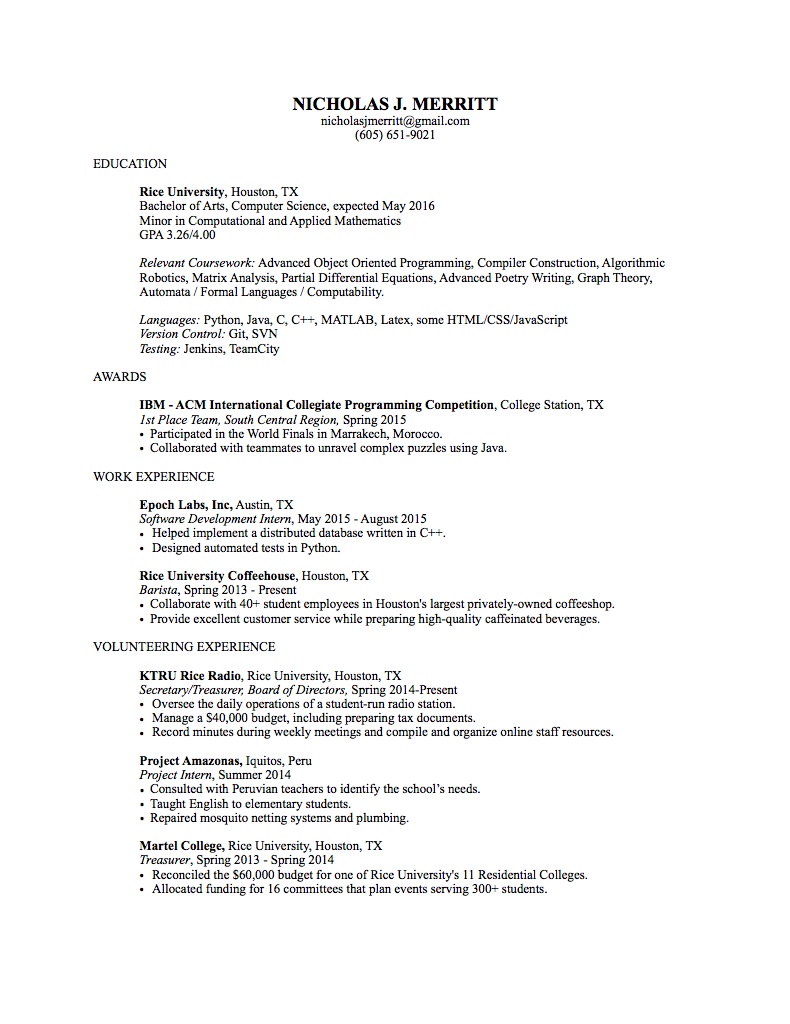 NICHOLAS J. MERRITT
nicholasjmerritt@gmail.com
(605) 651-9021
EDUCATION
Rice University, Houston, TX
Bachelor of Arts, Computer Science, expected May 2016
Minor in Computational and Applied Mathematics
GPA 3.26/4.00
Relevant Coursework: Advanced Object Oriented Programming, Compiler Construction, Algorithmic
Robotics, Matrix Analysis, Partial Differential Equations, Advanced Poetry Writing, Graph Theory,
Automata / Formal Languages / Computability.
Languages: Python, Java, C, C++, MATLAB, Latex, some HTML/CSS/JavaScript
Version Control: Git, SVN
Testing: Jenkins, TeamCity
AWARDS
IBM - ACM International Collegiate Programming Competition, College Station, TX
1st Place Team, South Central Region, Spring 2015
• Participated in the World Finals in Marrakech, Morocco.
• Collaborated with teammates to unravel complex puzzles using Java.
WORK EXPERIENCE
Epoch Labs, Inc, Austin, TX
Software Development Intern, May 2015 - August 2015
• Helped implement a distributed database written in C++.
• Designed automated tests in Python.
Rice University Coffeehouse, Houston, TX
Barista, Spring 2013 - Present
• Collaborate with 40+ student employees in Houston's largest privately-owned coffeeshop.
• Provide excellent customer service while preparing high-quality caffeinated beverages.
VOLUNTEERING EXPERIENCE
KTRU Rice Radio, Rice University, Houston, TX
Secretary/Treasurer, Board of Directors, Spring 2014-Present
• Oversee the daily operations of a student-run radio station.
• Manage a $40,000 budget, including preparing tax documents.
• Record minutes during weekly meetings and compile and organize online staff resources.
Project Amazonas, Iquitos, Peru
Project Intern, Summer 2014
• Consulted with Peruvian teachers to identify the school’s needs.
• Taught English to elementary students.
• Repaired mosquito netting systems and plumbing.
Martel College, Rice University, Houston, TX
Treasurer, Spring 2013 - Spring 2014
• Reconciled the $60,000 budget for one of Rice University's 11 Residential Colleges.
• Allocated funding for 16 committees that plan events serving 300+ students.